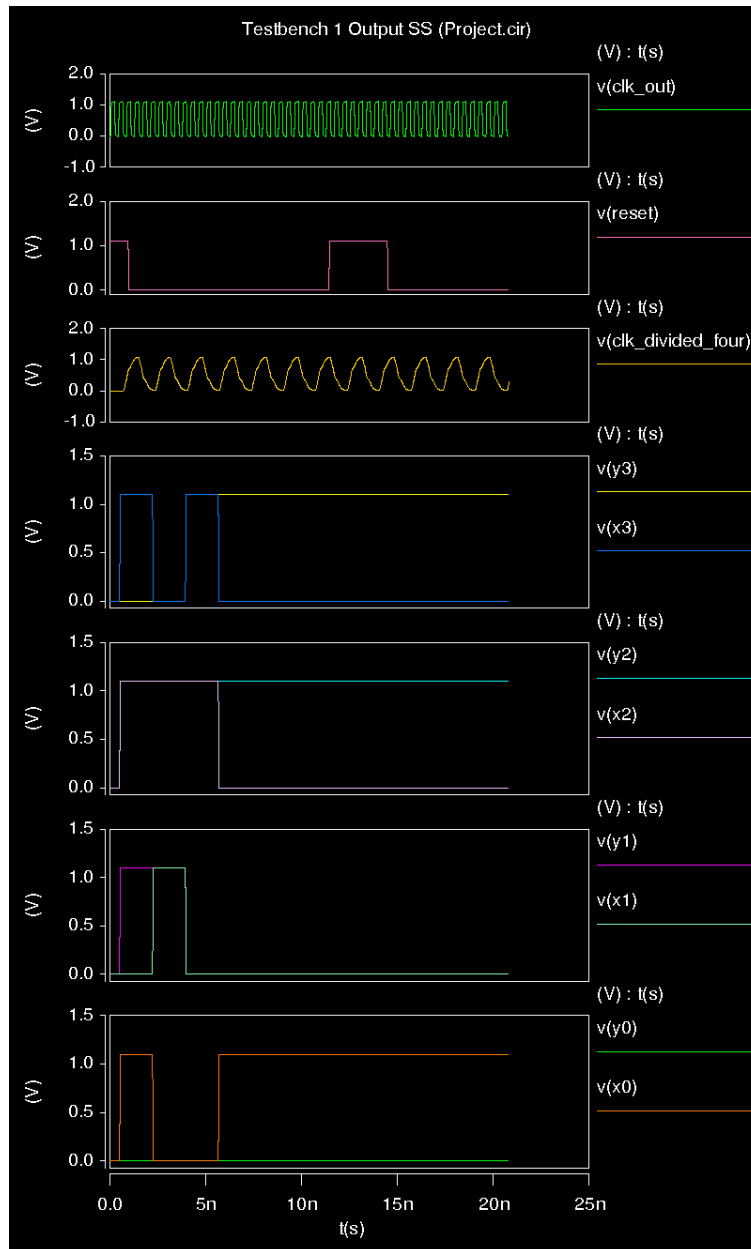 Testbench 1 Output SS (Project.cir)
(V) : t(s)
v(clk_out)
2.0
1.0
0.0
-1.0
(V)
(V) : t(s)
v(reset)
2.0
1.0
0.0
(V)
(V) : t(s)
v(clk_divided_four)
2.0
1.0
0.0
-1.0
(V)
(V) : t(s)
v(y3)
v(x3)
1.5
1.0
0.5
0.0
(V)
(V) : t(s)
v(y2)
v(x2)
1.5
1.0
0.5
0.0
(V)
(V) : t(s)
v(y1)
v(x1)
1.5
1.0
0.5
0.0
(V)
(V) : t(s)
v(y0)
v(x0)
1.5
1.0
0.5
0.0
(V)
0.0 5n 10n 15n 20n 25n
t(s)